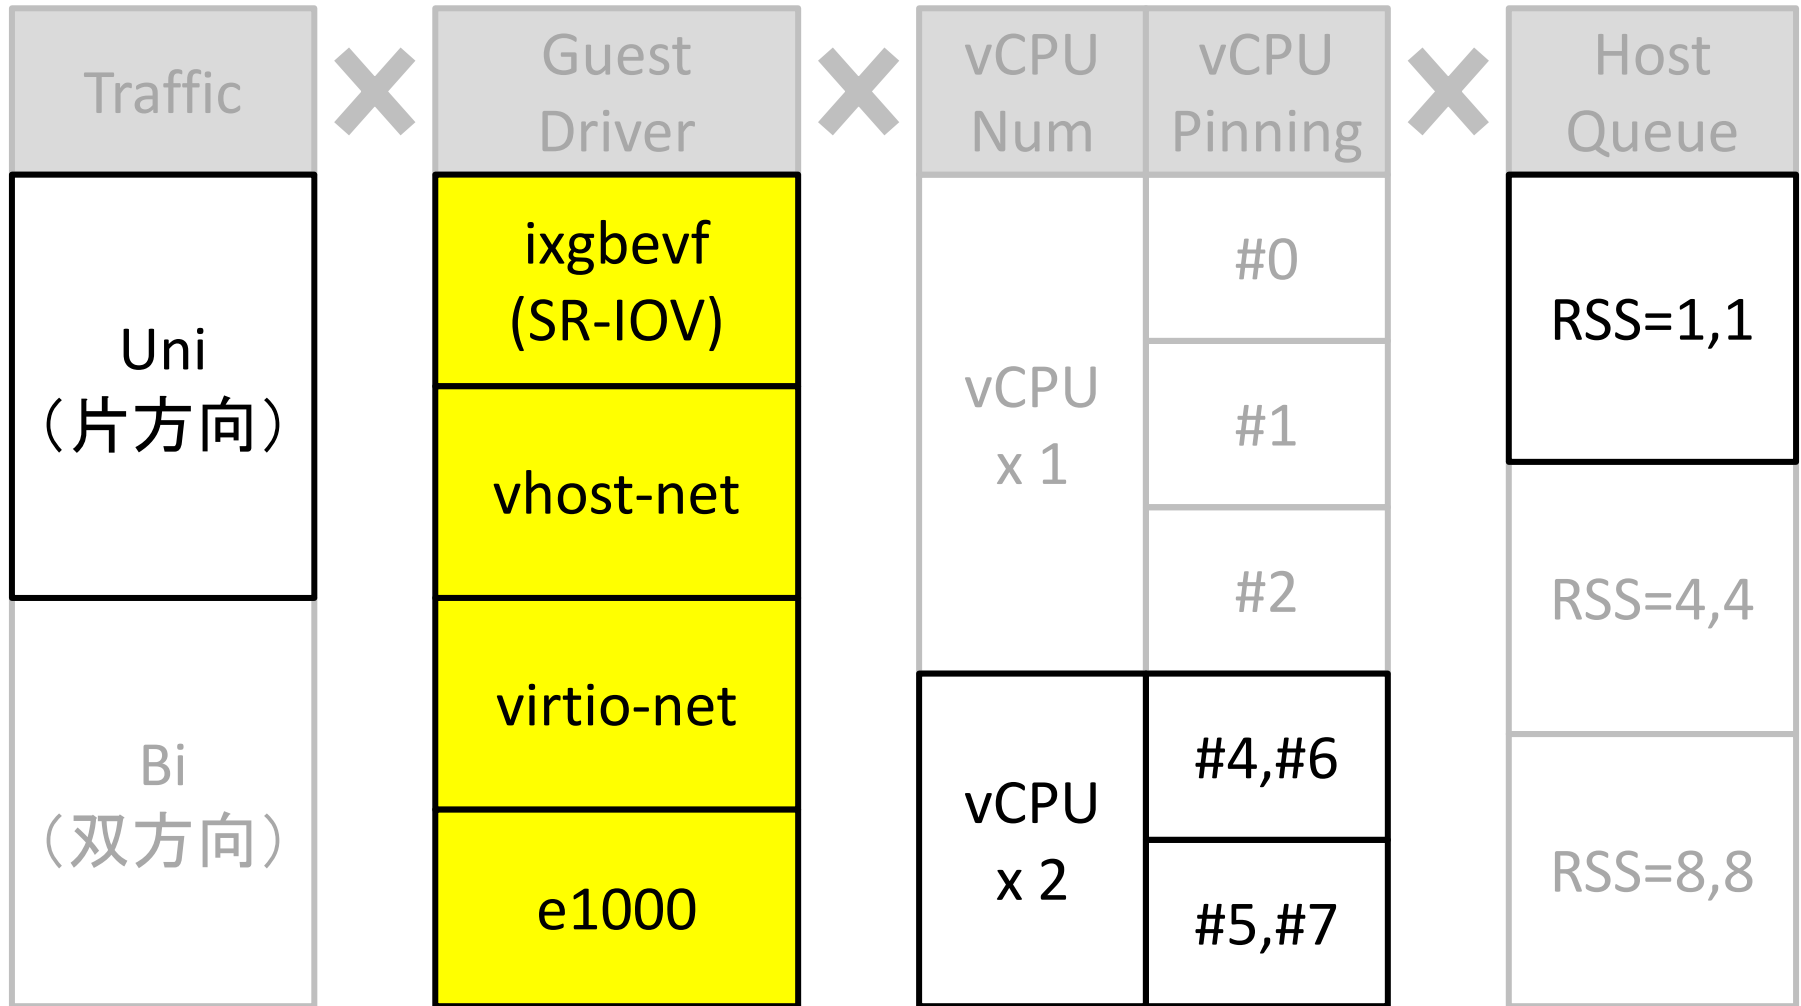 Traffic
Uni
（片方向）
Bi
（双方向）
Guest
Driver
ixgbevf
(SR-IOV)
vhost-net
virtio-net
e1000
vCPU
Num
vCPU
Pinning
vCPU
x 1
#0
#1
#2
vCPU
x 2
#4,#6
#5,#7
Host
Queue
RSS=1,1
RSS=4,4
RSS=8,8